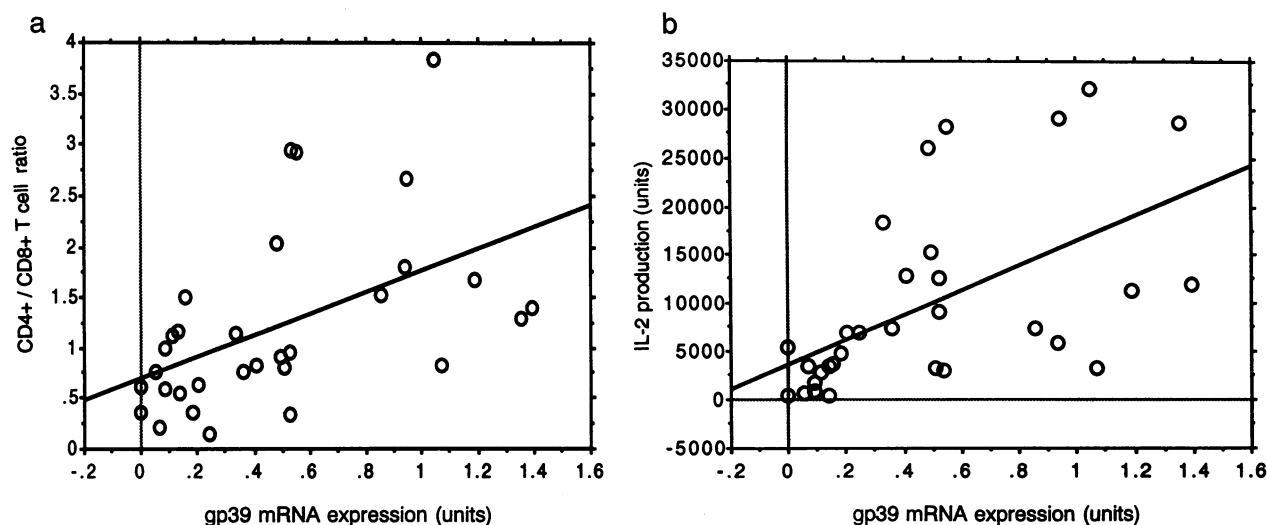 a
CD4+ / CD8+ T cell ratio
4
3.5
3
2.5
2
1.5
1
.5
0
-.2 0 .2 .4 .6 .8 1 1.2 1.4 1.6
gp39 mRNA expression (units)
b
IL-2 production (units)
35000
30000
25000
20000
15000
10000
5000
0
-5000
-.2 0 .2 .4 .6 .8 1 1.2 1.4 1.6
gp39 mRNA expression (units)